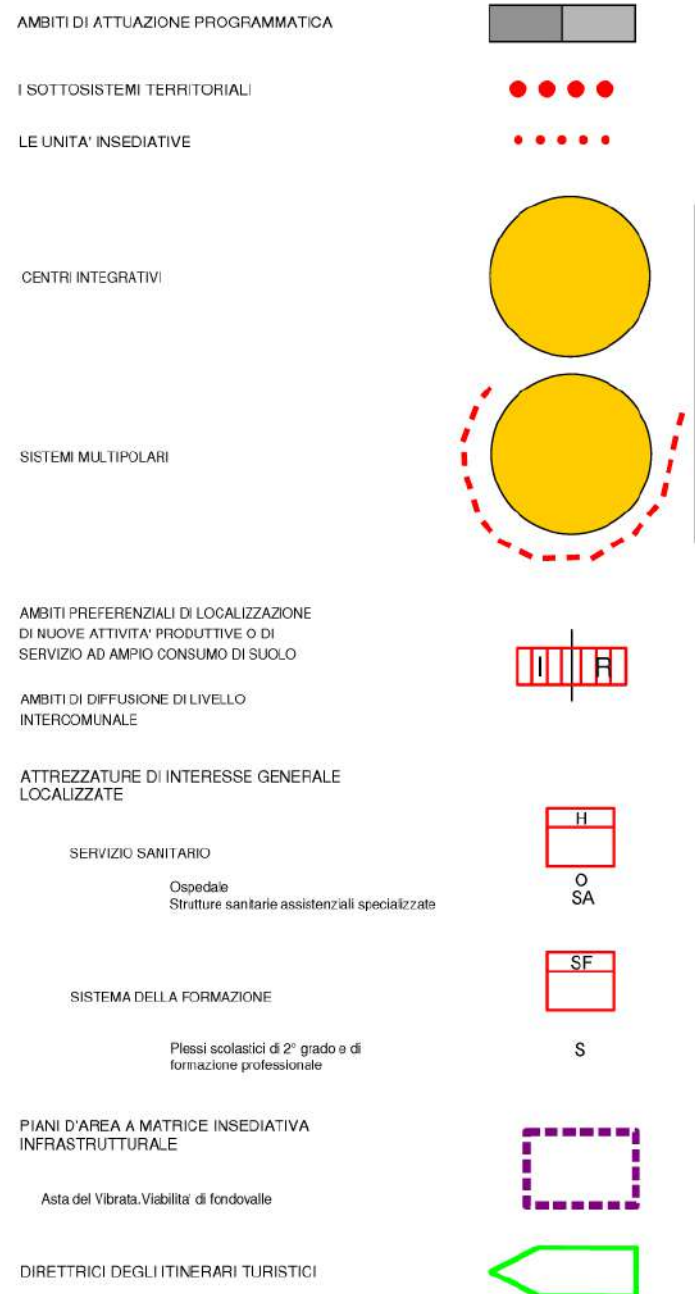 AMBITI DI ATTUAZIONE PROGRAMMATICA
I SOTTOSISTEMI TERRITORIALI
LE UNITA' INSEDIATIVE
CENTRI INTEGRATIVI
SISTEMI MULTIPOLARI
AMBITI PREFERENZIALI DI LOCALIZZAZIONE
DI NUOVE ATTIVITA' PRODUTTIVE O DI
SERVIZIO AD AMPIO CONSUMO DI SUOLO
I R
AMBITI DI DIFFUSIONE DI LIVELLO
INTERCOMUNALE
ATTREZZATURE DI INTERESSE GENERALE
LOCALIZZATE
H
SERVIZIO SANITARIO
Ospedale
O
Strutture sanitarie assistenziali specializzate
SA
SF
SISTEMA DELLA FORMAZIONE
Plessi scolastici di 2° grado e di
formazione professionale
S
PIANI D'AREA A MATRICE INSEDIATIVA
INFRASTRUTTURALE
Asta del Vibrata.Viabilita' di fondovalle
DIRETTRICI DEGLI ITINERARI TURISTICI